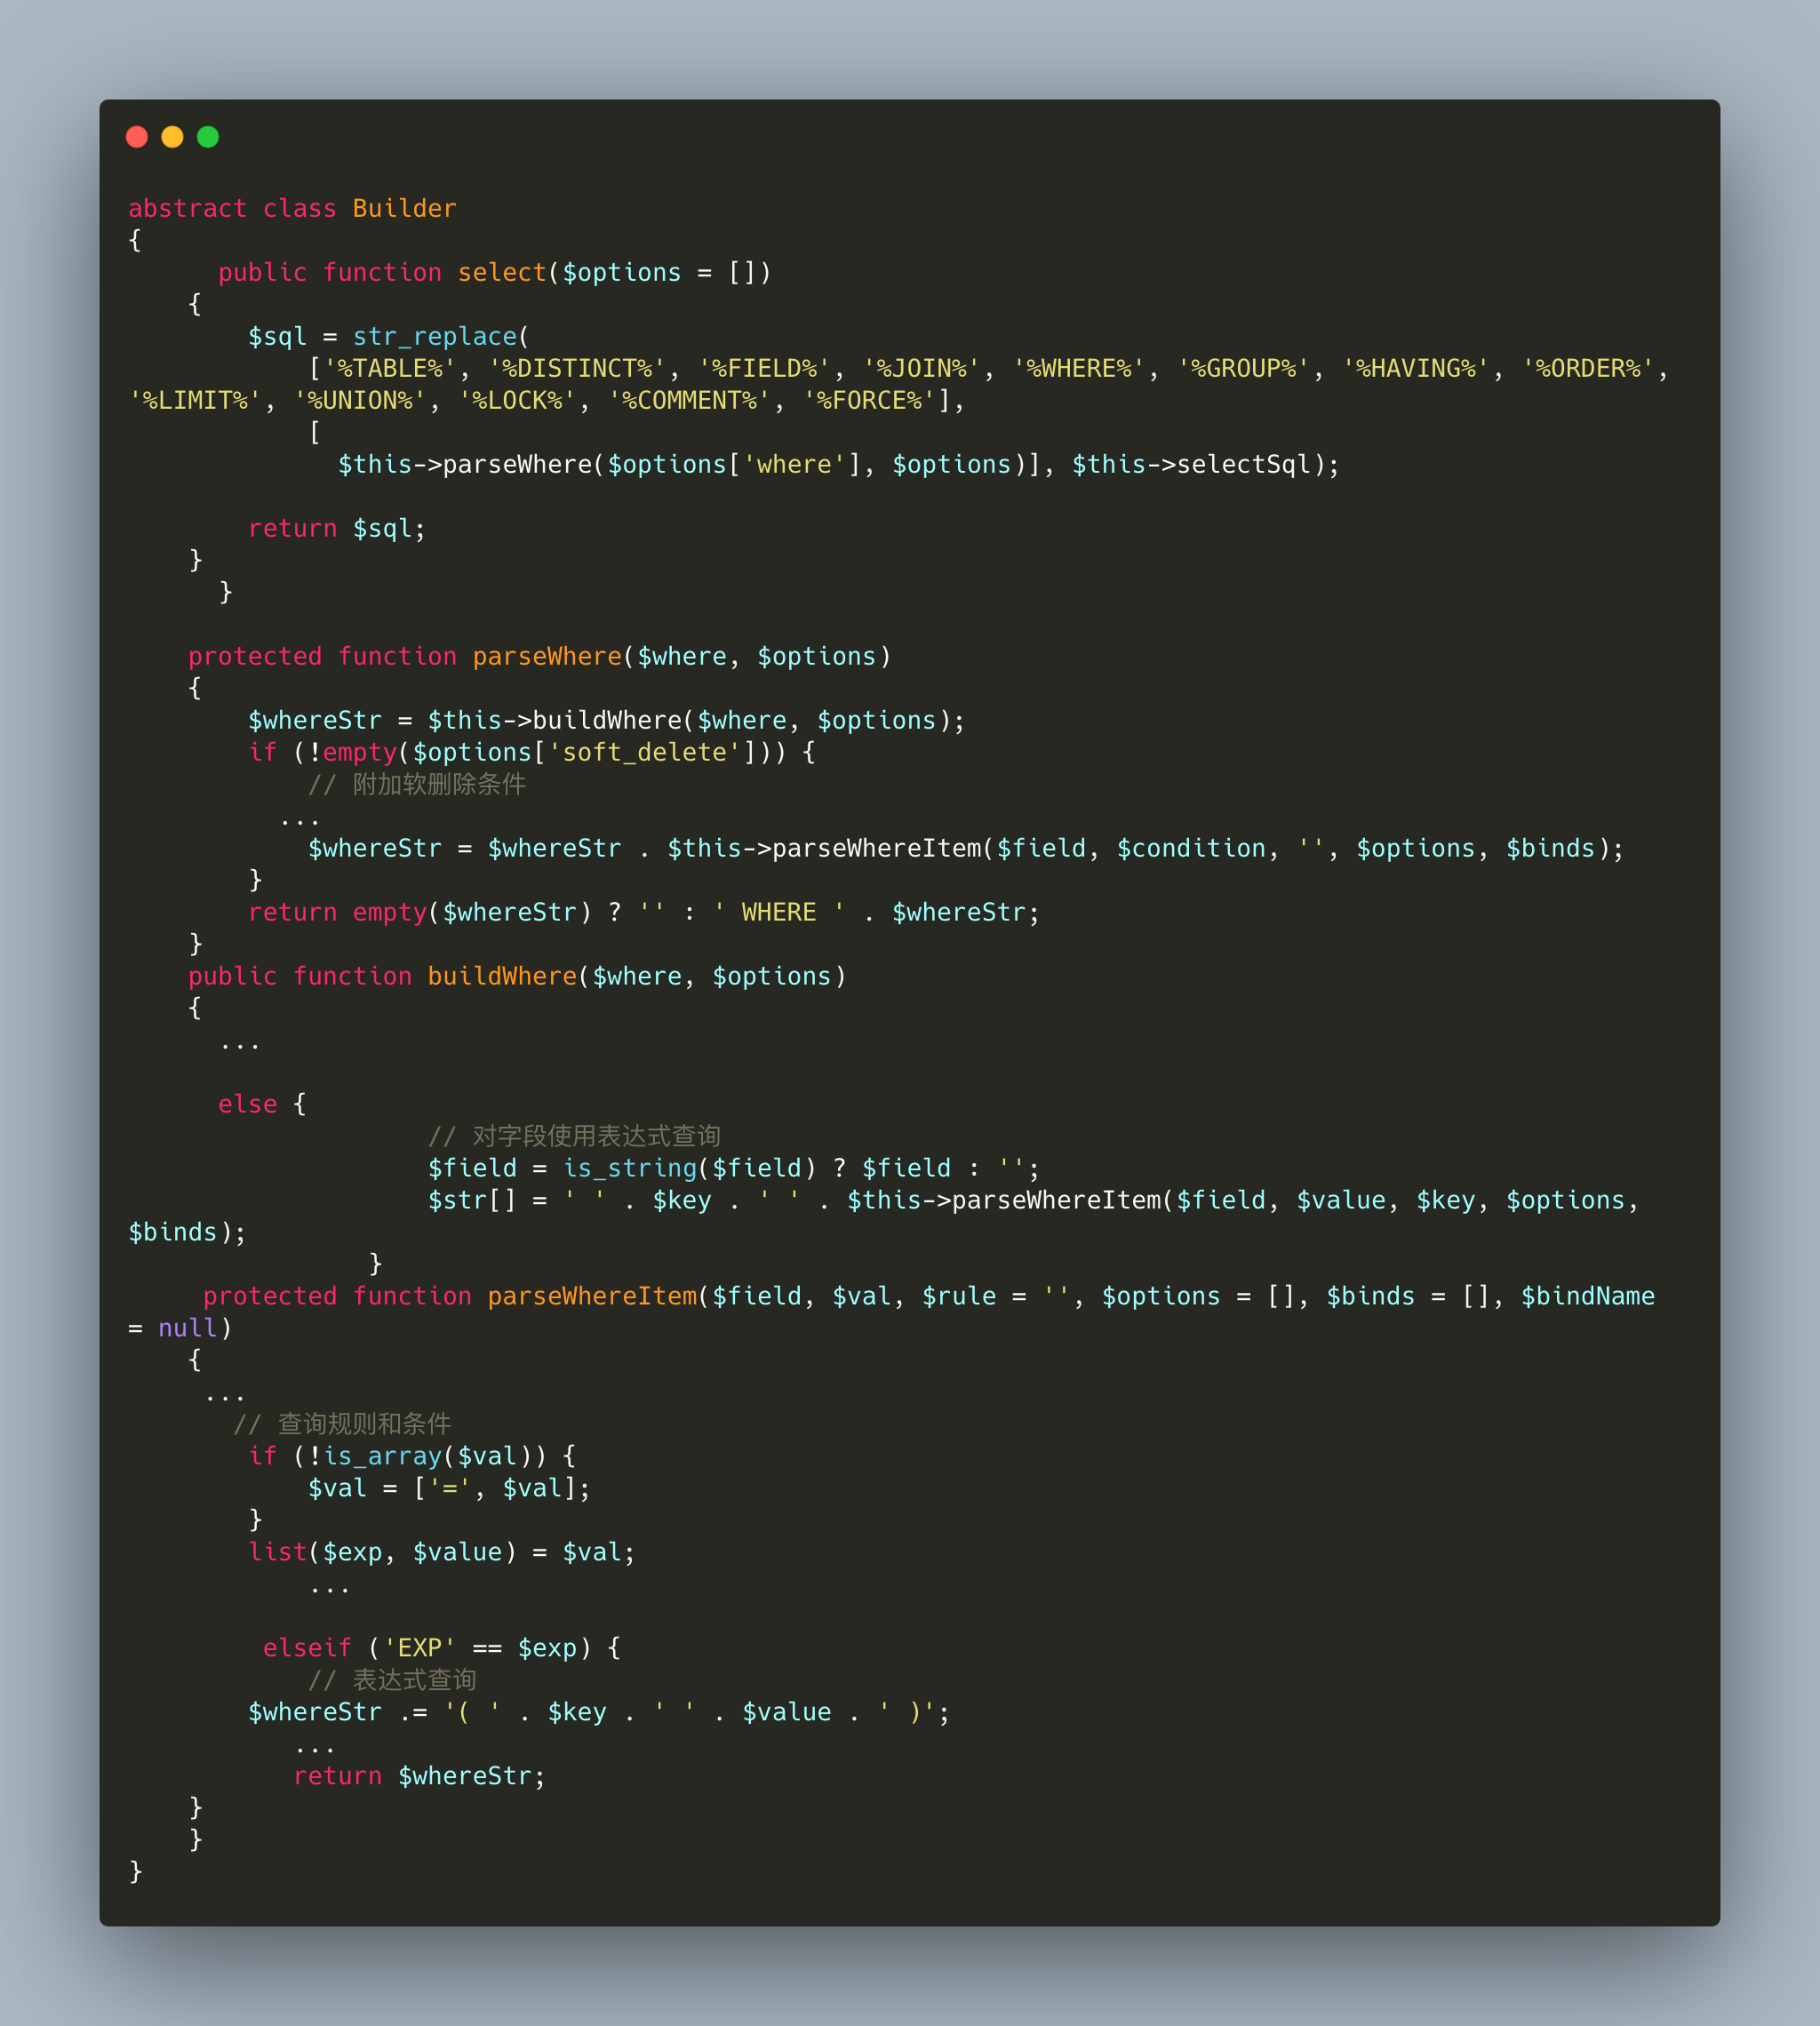 abstract class Builder
{
      public function select($options = [])
    {
        $sql = str_replace(
            ['%TABLE%', '%DISTINCT%', '%FIELD%', '%JOIN%', '%WHERE%', '%GROUP%', '%HAVING%', '%ORDER%',
'%LIMIT%', '%UNION%', '%LOCK%', '%COMMENT%', '%FORCE%'],
            [
              $this->parseWhere($options['where'], $options)], $this->selectSql);

        return $sql;
    }
      }

    protected function parseWhere($where, $options)
    {
        $whereStr = $this->buildWhere($where, $options);
        if (!empty($options['soft_delete'])) {
            // 附加软删除条件
          ...
            $whereStr = $whereStr . $this->parseWhereItem($field, $condition, '', $options, $binds);
        }
        return empty($whereStr) ? '' : ' WHERE ' . $whereStr;
    }
    public function buildWhere($where, $options)
    {
      ...

      else {
                    // 对字段使用表达式查询
                    $field = is_string($field) ? $field : '';
                    $str[] = ' ' . $key . ' ' . $this->parseWhereItem($field, $value, $key, $options,
$binds);
                }
     protected function parseWhereItem($field, $val, $rule = '', $options = [], $binds = [], $bindName
= null)
    {
     ...
       // 查询规则和条件
        if (!is_array($val)) {
            $val = ['=', $val];
        }
        list($exp, $value) = $val;
            ...

         elseif ('EXP' == $exp) {
            // 表达式查询
        $whereStr .= '( ' . $key . ' ' . $value . ' )';
           ...
           return $whereStr;
    }
    }
}